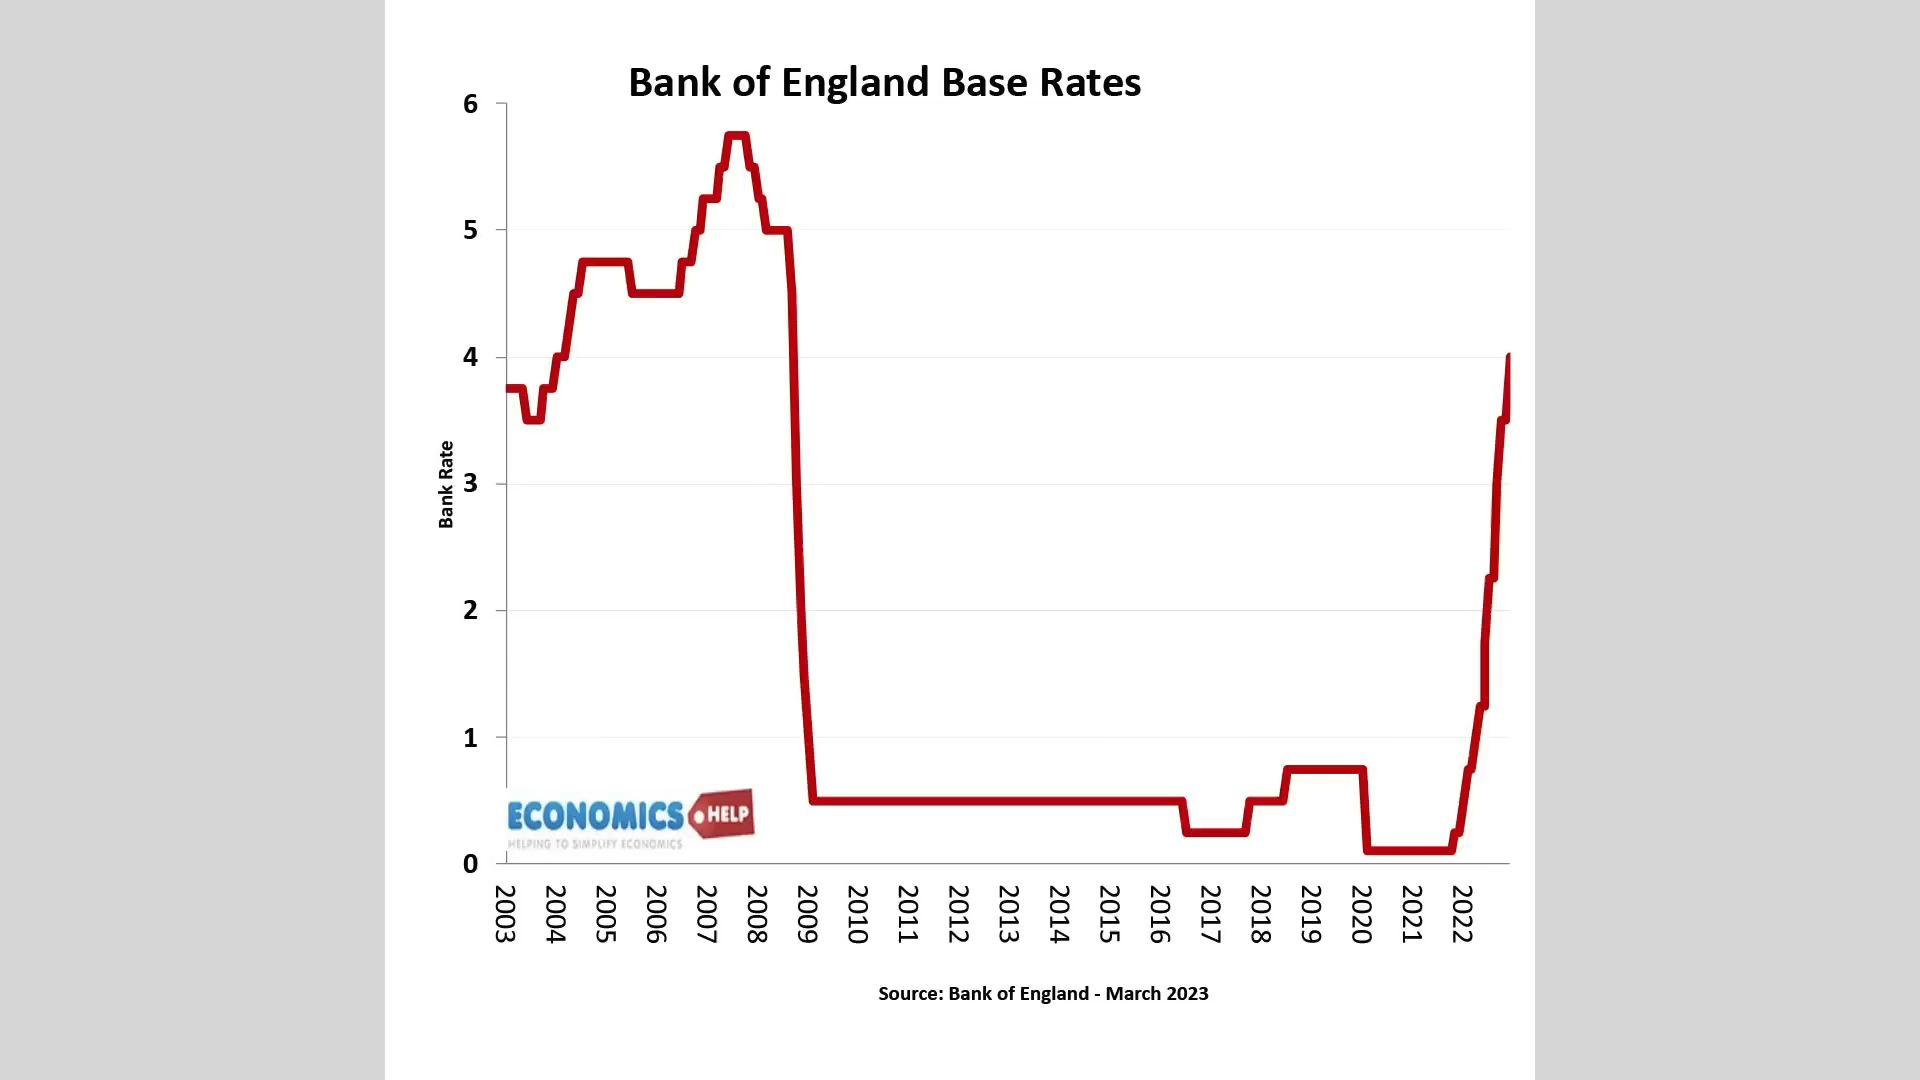 Bank of England Base Rates
6
5
4
3
2
1
0
Bank Rate
ECONOMICS HELP
HELPING TO SIMPLIFY ECONOMICS
2003 2004 2005 2006 2007 2008 2009 2010 2011 2012 2013 2014 2015 2016 2017 2018 2019 2020 2021 2022
Source: Bank of England - March 2023